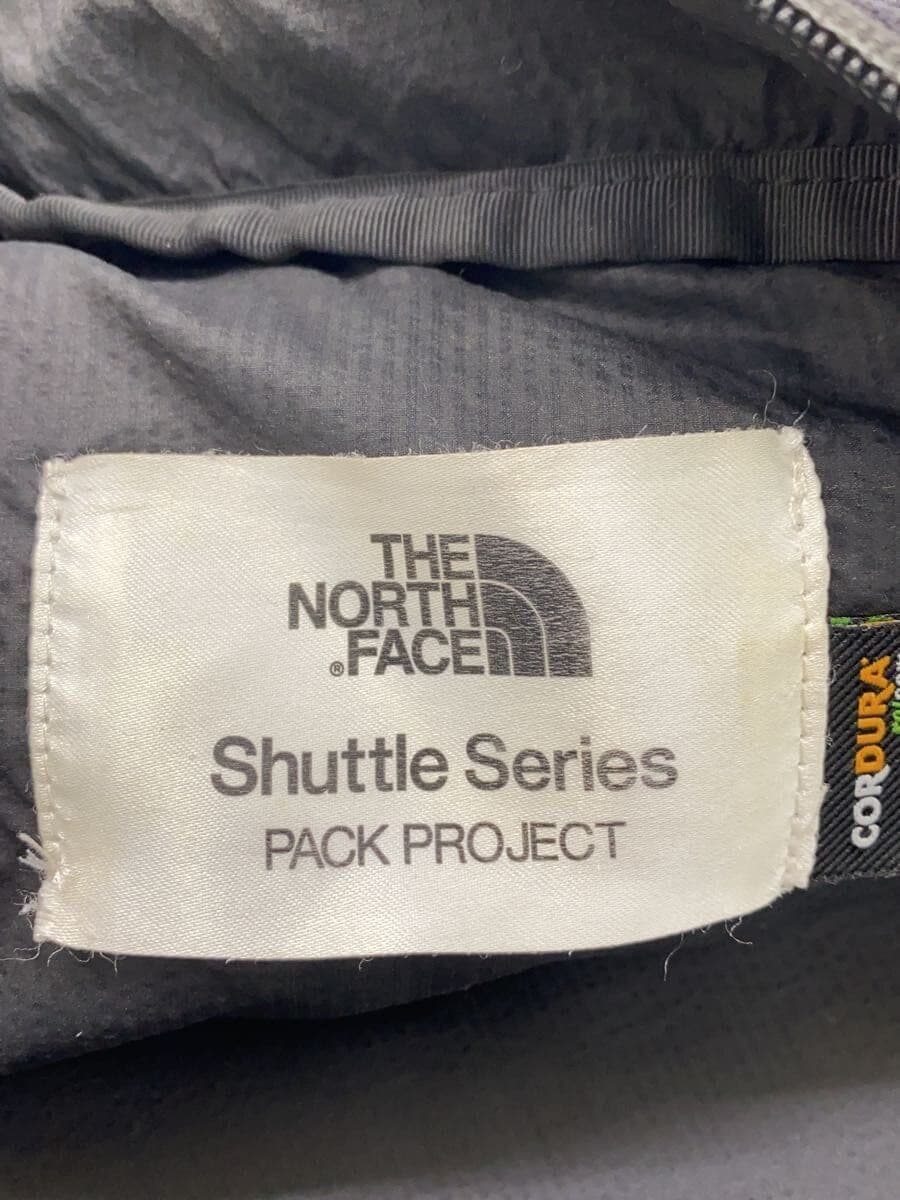 THE
NORTH
®FACE
Shuttle Series
PACK PROJECT
CORDURA